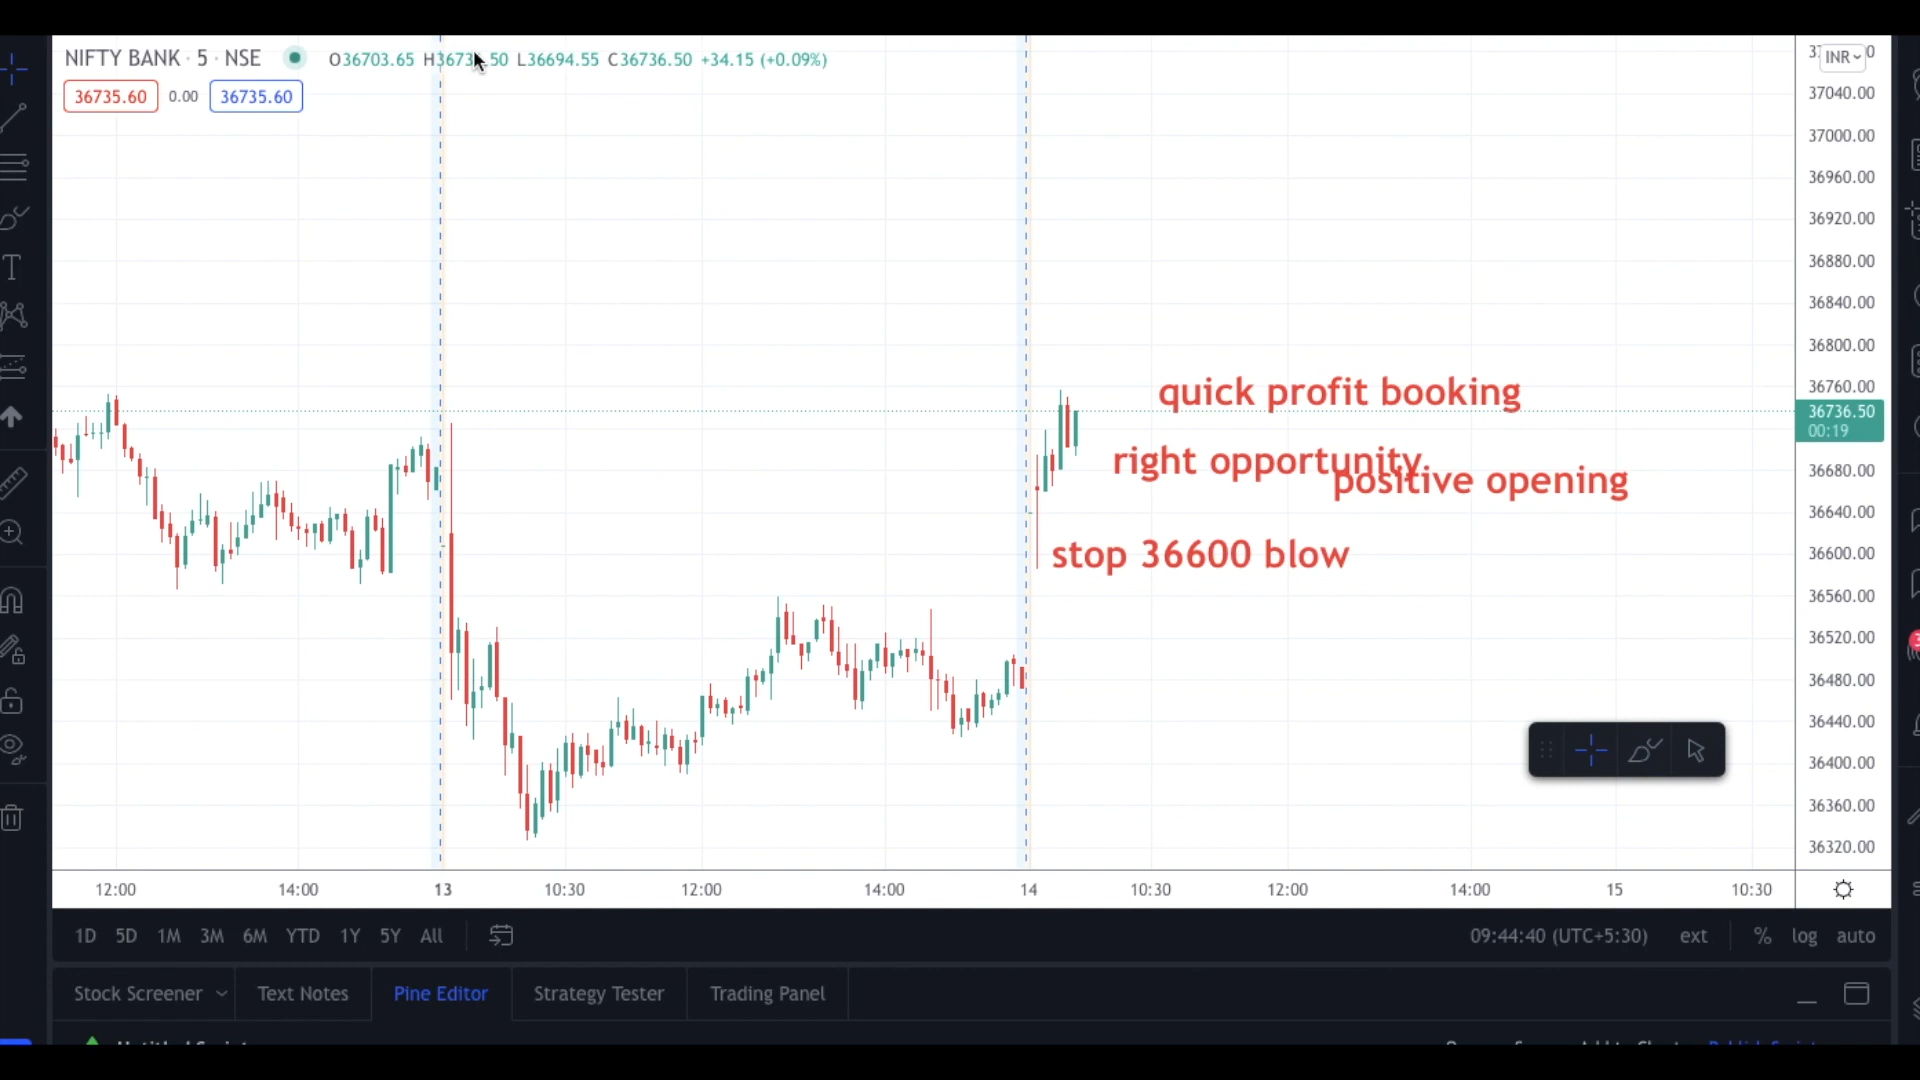 NIFTY BANK · 5 · NSE O36703.65 L36694.55 C36736.50 +34.15 (+0.09%)
36735.60 0.00 36735.60
INR
37040.00
37000.00
36960.00
36920.00
36880.00
36840.00
36800.00
36760.00
36736.50
00:19
36680.00
36640.00
36600.00
36560.00
36520.00
36480.00
36440.00
36400.00
36360.00
36320.00
quick profit booking
right opportunity
positive opening
stop 36600 blow
12:00 14:00 13 10:30 12:00 14:00 14 10:30 12:00 14:00 15 10:30
1D 5D 1M 3M 6M YTD 1Y 5Y All 09:44:40 (UTC+5:30) ext % log auto
Stock Screener Text Notes Pine Editor Strategy Tester Trading Panel